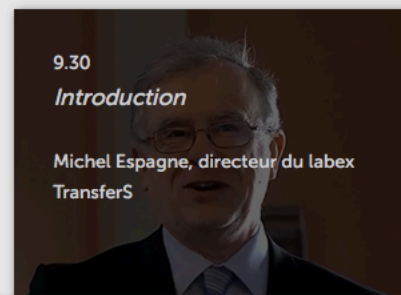 9.30
Introduction
Michel Espagne, directeur du labex
TransferS